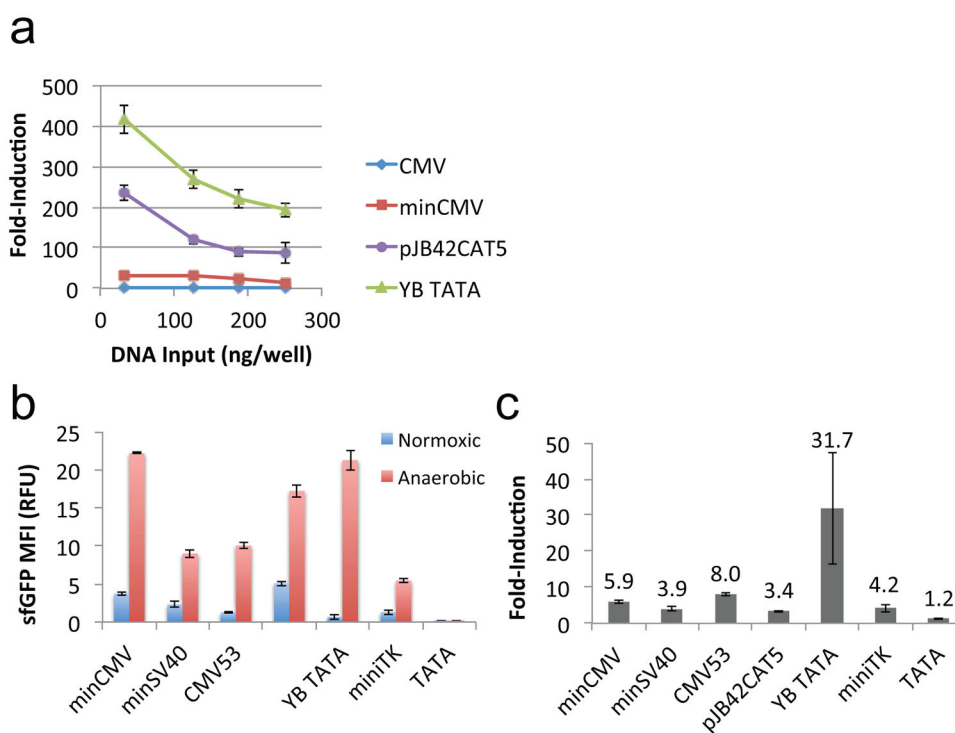 a
500
400
300
200
100
0
Fold-Induction
0 100 200 300
DNA Input (ng/well)
CMV
minCMV
pJB42CAT5
YB TATA
b
25
20
15
10
5
0
sfGFP MFI (RFU)
Normoxic
Anaerobic
minCMV
minSV40
CMV53
YB TATA
miniTK
TATA
c
50
40
30
20
10
0
Fold-Induction
5.9
3.9
8.0
3.4
31.7
4.2
1.2
minCMV
minSV40
CMV53
pJB42CAT5
YB TATA
miniTK
TATA